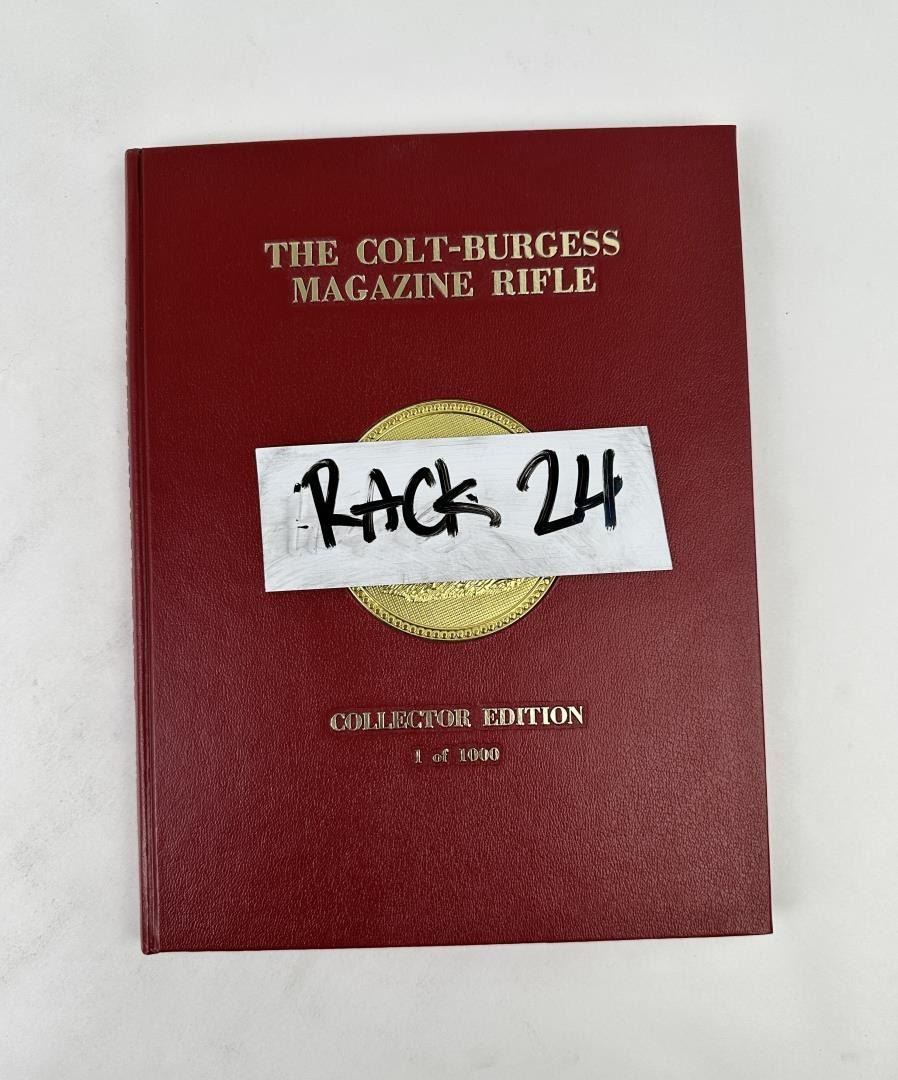 THE COLT-BURGESS
MAGAZINE RIFLE
RACK 24
COLLECTOR EDITION
1 of 1000